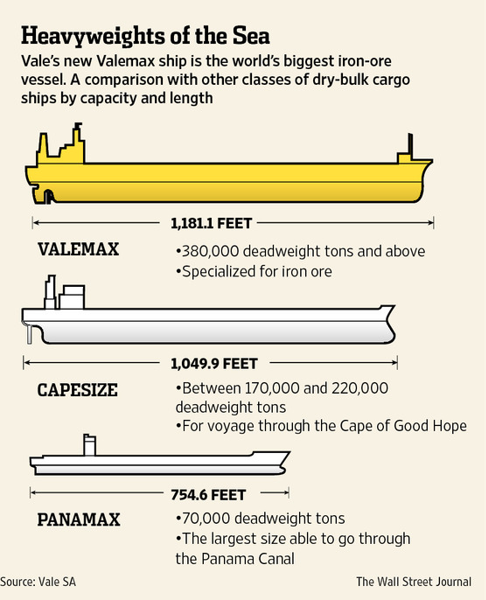 Heavyweights of the Sea
Vale's new Valemax ship is the world's biggest iron-ore
vessel. A comparison with other classes of dry-bulk cargo
ships by capacity and length
1,181.1 FEET
VALEMAX
•380,000 deadweight tons and above
•Specialized for iron ore
1,049.9 FEET
CAPESIZE
•Between 170,000 and 220,000
deadweight tons
•For voyage through the Cape of Good Hope
754.6 FEET
PANAMAX
•70,000 deadweight tons
•The largest size able to go through
the Panama Canal
Source: Vale SA
The Wall Street Journal